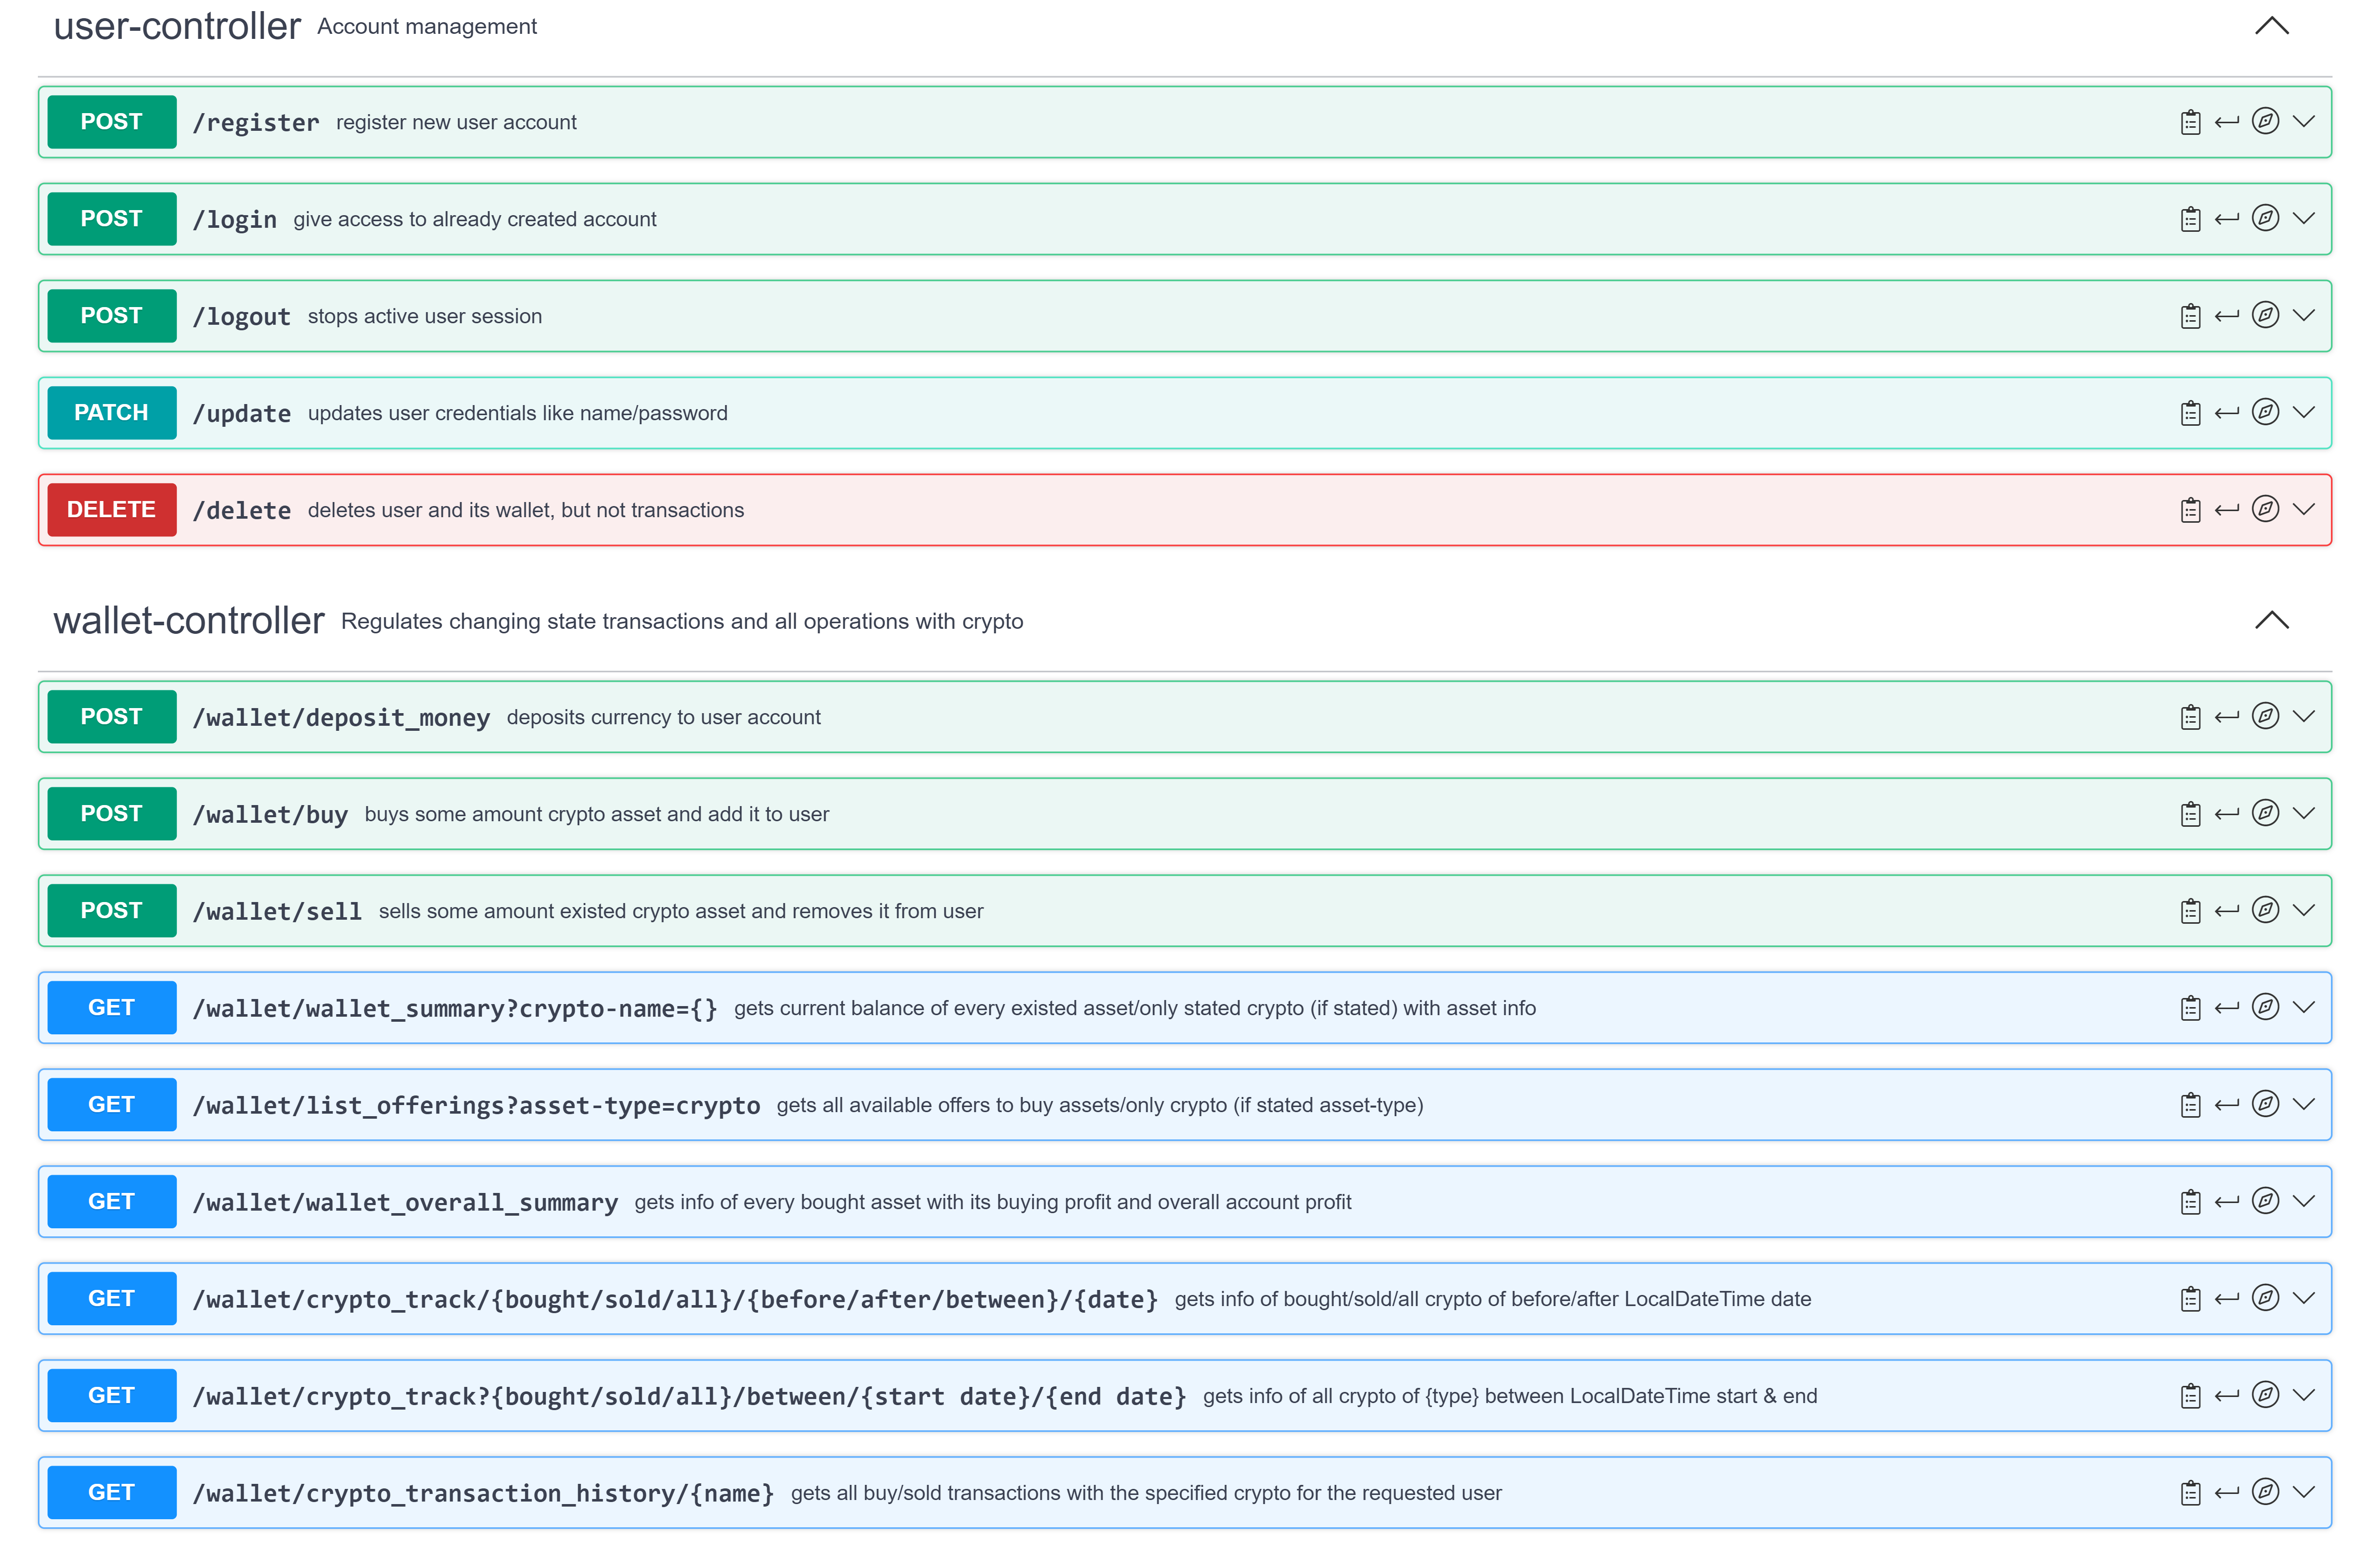 user-controller Account management
POST /register register new user account
POST /login give access to already created account
POST /logout stops active user session
PATCH /update updates user credentials like name/password
DELETE /delete deletes user and its wallet, but not transactions
wallet-controller Regulates changing state transactions and all operations with crypto
POST /wallet/deposit_money deposits currency to user account
POST /wallet/buy buys some amount crypto asset and add it to user
POST /wallet/sell sells some amount existed crypto asset and removes it from user
GET /wallet/wallet_summary?crypto-name={} gets current balance of every existed asset/only stated crypto (if stated) with asset info
GET /wallet/list_offerings?asset-type=crypto gets all available offers to buy assets/only crypto (if stated asset-type)
GET /wallet/wallet_overall_summary gets info of every bought asset with its buying profit and overall account profit
GET /wallet/crypto_track/{bought/sold/all}/{before/after/between}/{date} gets info of bought/sold/all crypto of before/after LocalDateTime date
GET /wallet/crypto_track?{bought/sold/all}/between/{start date}/{end date} gets info of all crypto of {type} between LocalDateTime start & end
GET /wallet/crypto_transaction_history/{name} gets all buy/sold transactions with the specified crypto for the requested user